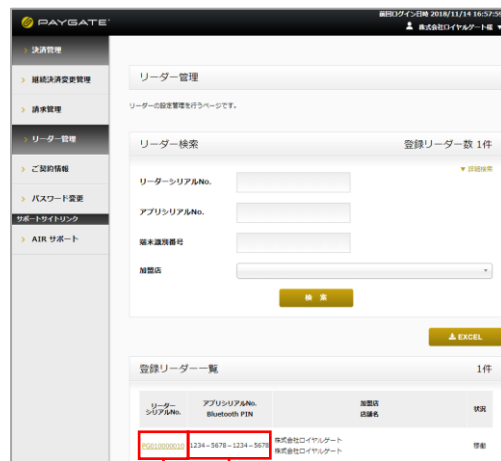 PAYGATE
前回ログイン日時 2018/11/14 16:57:59
株式会社ロイヤルゲート様 ▼
> 決済管理
> 継続決済変更管理
> 請求管理
> リーダー管理
> ご契約情報
> パスワード変更
サポートサイトリンク
> AIR サポート
リーダー管理
リーダーの設定管理を行うページです。
リーダー検索
登録リーダー数 1件
▼ 詳細検索
リーダーシリアルNo.
アプリシリアルNo.
端末識別番号
加盟店
検 索
EXCEL
登録リーダー一覧
1件
リーダー
シリアルNo.
アプリシリアルNo.
Bluetooth PIN
加盟店
店舗名
状況
PG010000010
1234-5678-1234-5678
株式会社ロイヤルゲート
株式会社ロイヤルゲート
稼動